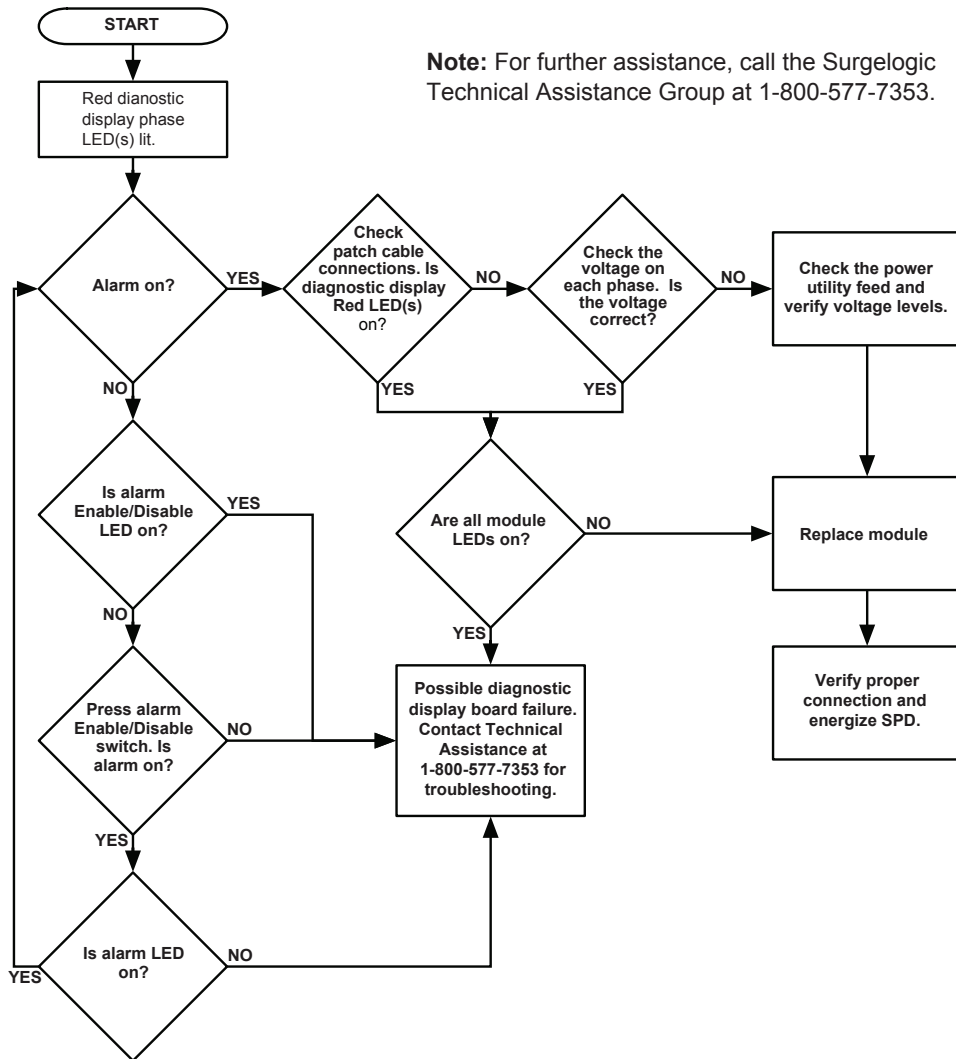 START
Note: For further assistance, call the Surgelogic
Technical Assistance Group at 1-800-577-7353.
Red dianostic
display phase
LED(s) lit.
Alarm on?
YES
NO
Check
patch cable
connections. Is
diagnostic display
Red LED(s)
on?
NO
YES
Check the
voltage on
each phase. Is
the voltage
correct?
NO
YES
Check the power
utility feed and
verify voltage levels.
Is alarm
Enable/Disable
LED on?
YES
NO
Are all module
LEDs on?
NO
YES
Replace module
Press alarm
Enable/Disable
switch. Is
alarm on?
NO
YES
Possible diagnostic
display board failure.
Contact Technical
Assistance at
1-800-577-7353 for
troubleshooting.
Verify proper
connection and
energize SPD.
Is alarm LED
on?
NO
YES